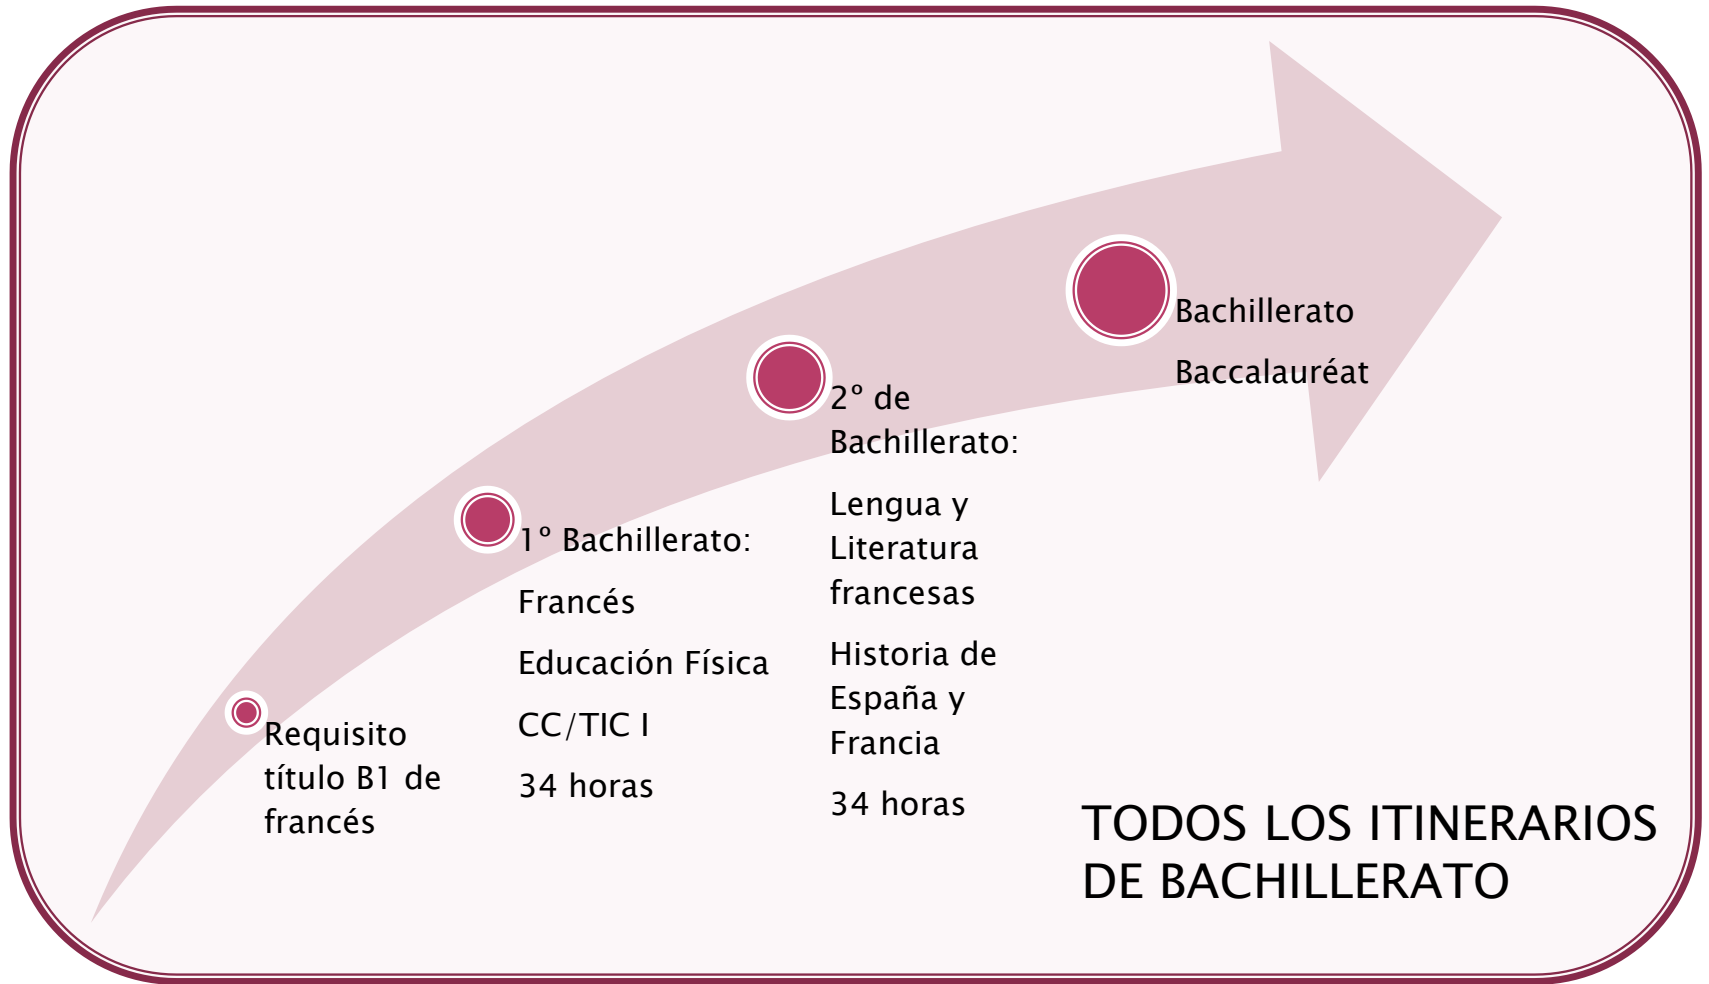 Requisito
título B1 de
francés
1º Bachillerato:
Francés
Educación Física
CC/TIC I
34 horas
2º de
Bachillerato:
Lengua y
Literatura
francesas
Historia de
España y
Francia
34 horas
Bachillerato
Baccalauréat
TODOS LOS ITINERARIOS
DE BACHILLERATO